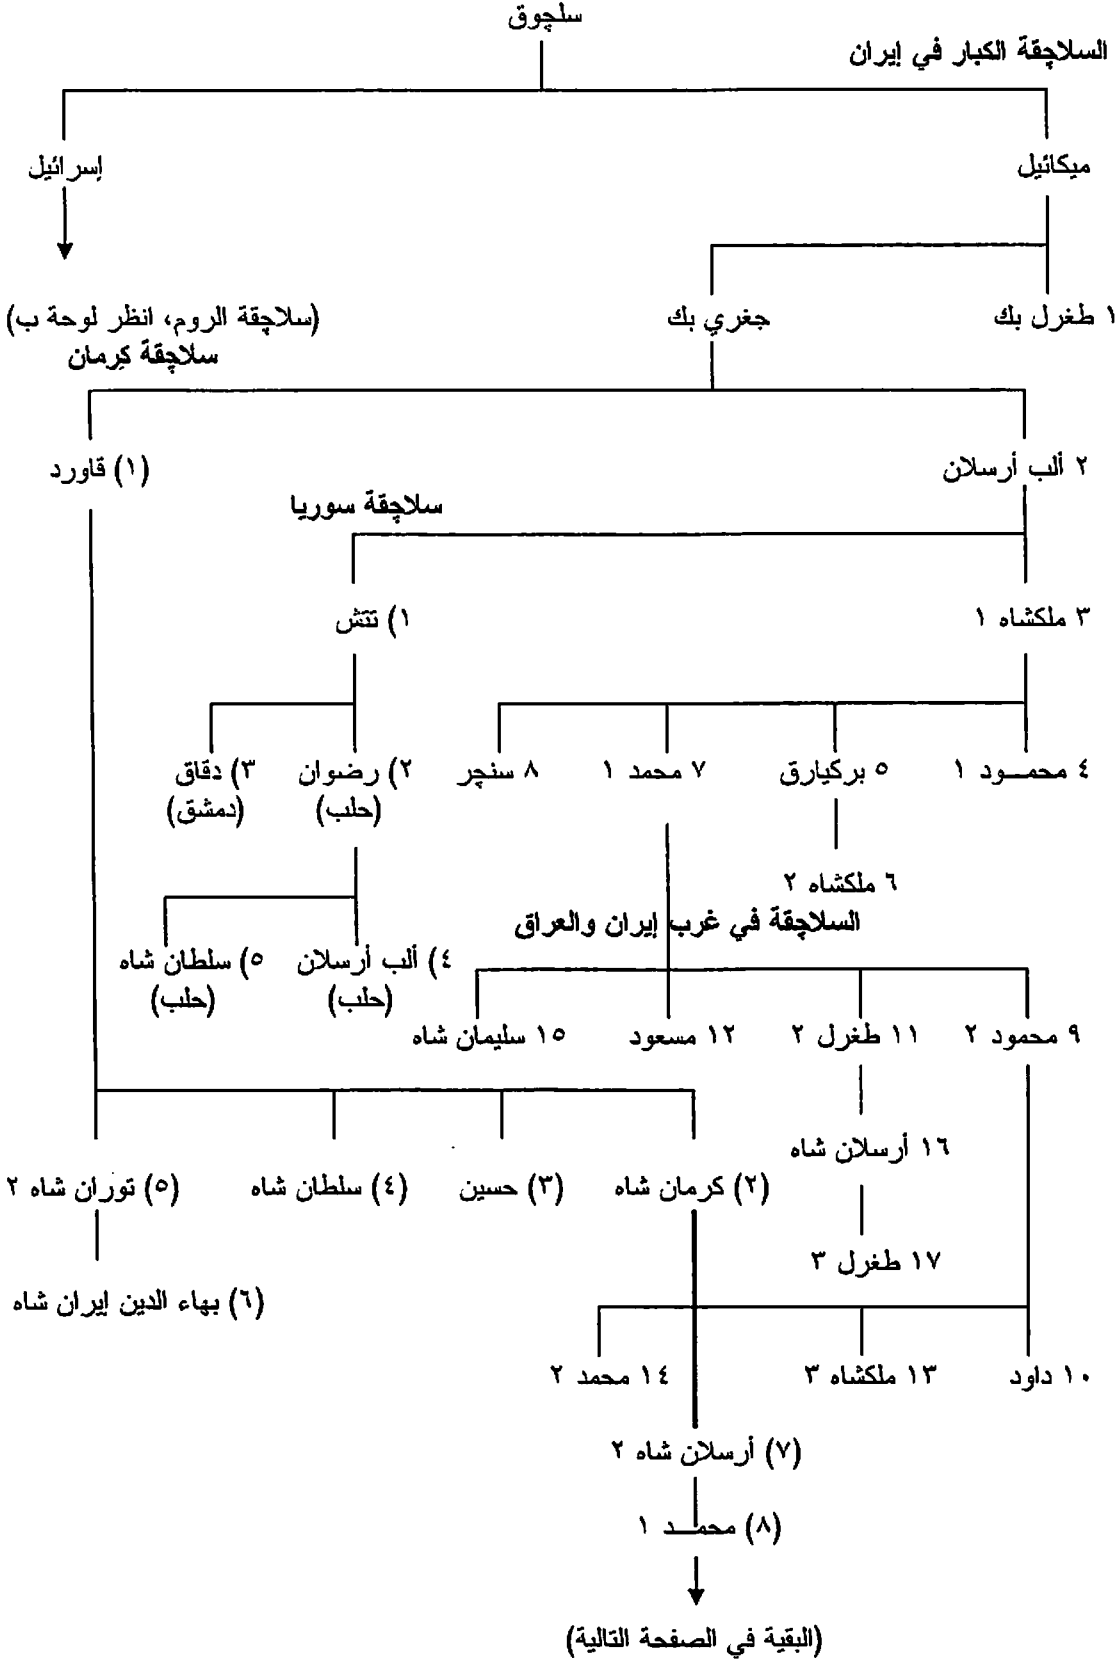 سلچوق
السلاچقة الكبار في إيران
ميكائيل
إسرائيل
١ طغرل بك
جغري بك
(سلاچقة الروم، انظر لوحة ب)
سلاچقة كرمان
٢ ألب أرسلان
(١) قاورد
سلاچقة سوريا
٣ ملكشاه ١
١) تتش
٤ محمـود ١
٥ بركيارق
٧ محمد ١
٨ سنچر
٢) رضوان
(حلب)
٣) دقاق
(دمشق)
٦ ملكشاه ٢
السلاچقة في غرب إيران والعراق
٤) ألب أرسلان
(حلب)
٥) سلطان شاه
(حلب)
٩ محمود ٢
١١ طغرل ٢
١٢ مسعود
١٥ سليمان شاه
١٦ أرسلان شاه
(٢) كرمان شاه
(٣) حسين
(٤) سلطان شاه
(٥) توران شاه ٢
١٧ طغرل ٣
(٦) بهاء الدين إيران شاه
١٠ داود
١٣ ملكشاه ٣
١٤ محمد ٢
(٧) أرسلان شاه ٢
(٨) محمـد ١
(البقية في الصفحة التالية)